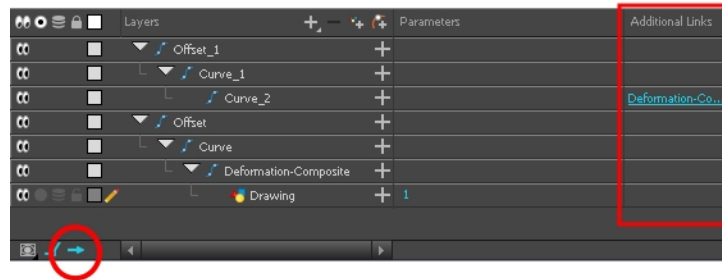 Layers Parameters Additional Links
Offset_1
Curve_1
Curve_2 Deformation-Co...
Offset
Curve
Deformation-Composite
Drawing 1